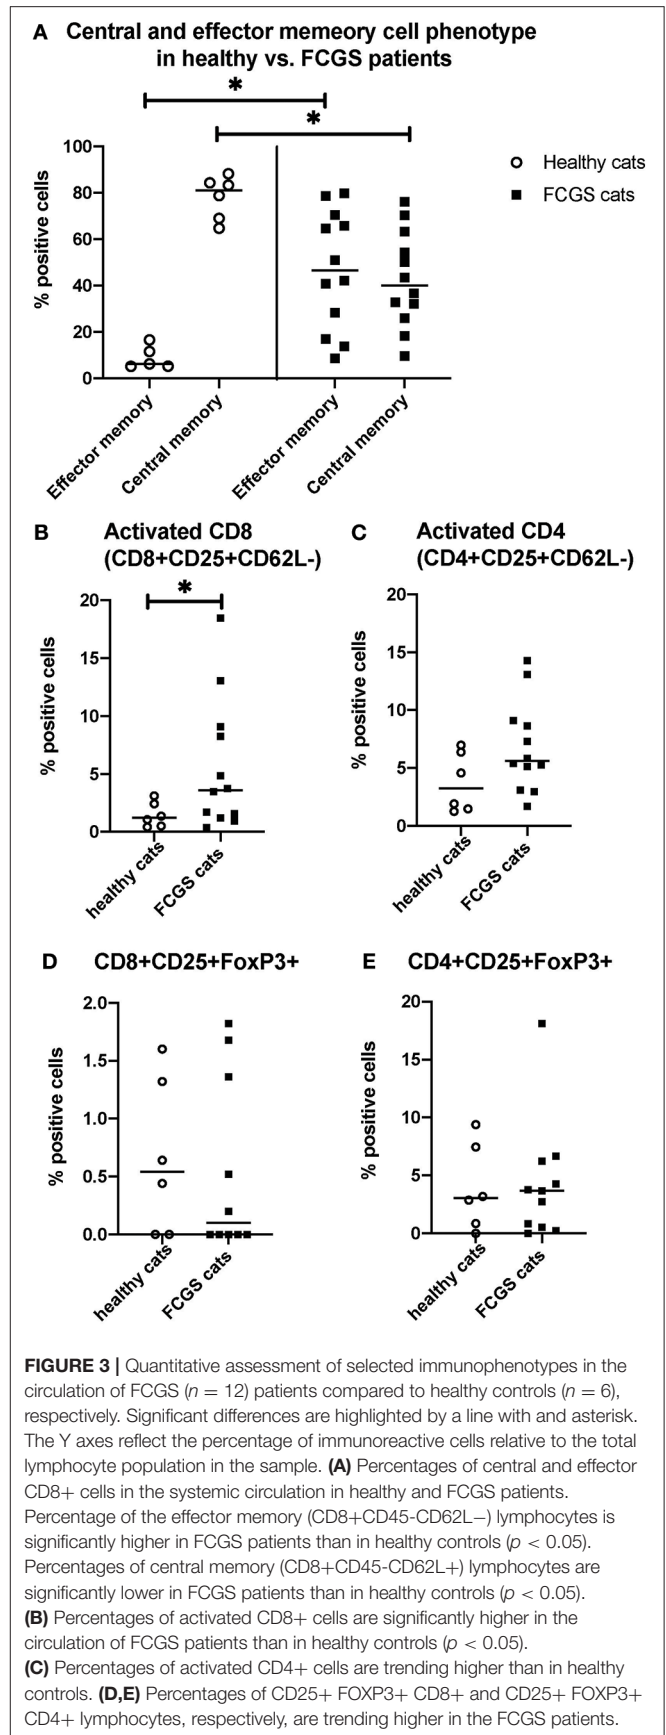 A Central and effector memeory cell phenotype
in healthy vs. FCGS patients
*
*
100
80
60
40
20
0
% positive cells
Healthy cats
FCGS cats
Effector memory
Central memory
Effector memory
Central memory
B Activated CD8
(CD8+CD25+CD62L-)
*
20
15
10
5
0
% positive cells
healthy cats
FCGS cats
C Activated CD4
(CD4+CD25+CD62L-)
20
15
10
5
0
% positive cells
healthy cats
FCGS cats
D CD8+CD25+FoxP3+
2.0
1.5
1.0
0.5
0.0
% positive cells
healthy cats
FCGS cats
E CD4+CD25+FoxP3+
20
15
10
5
0
% positive cells
healthy cats
FCGS cats
FIGURE 3 | Quantitative assessment of selected immunophenotypes in the
circulation of FCGS (n = 12) patients compared to healthy controls (n = 6),
respectively. Significant differences are highlighted by a line with and asterisk.
The Y axes reflect the percentage of immunoreactive cells relative to the total
lymphocyte population in the sample. (A) Percentages of central and effector
CD8+ cells in the systemic circulation in healthy and FCGS patients.
Percentage of the effector memory (CD8+CD45-CD62L−) lymphocytes is
significantly higher in FCGS patients than in healthy controls (p < 0.05).
Percentages of central memory (CD8+CD45-CD62L+) lymphocytes are
significantly lower in FCGS patients than in healthy controls (p < 0.05).
(B) Percentages of activated CD8+ cells are significantly higher in the
circulation of FCGS patients than in healthy controls (p < 0.05).
(C) Percentages of activated CD4+ cells are trending higher than in healthy
controls. (D,E) Percentages of CD25+ FOXP3+ CD8+ and CD25+ FOXP3+
CD4+ lymphocytes, respectively, are trending higher in the FCGS patients.